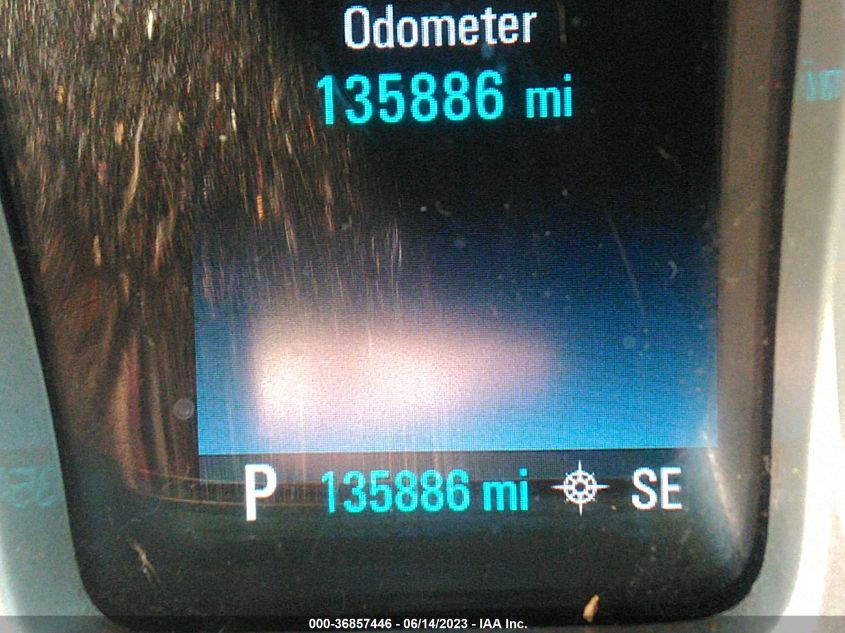 Odometer
135886 mi
P 135886 mi SE
000-36857446 - 06/14/2023 - IAA Inc.